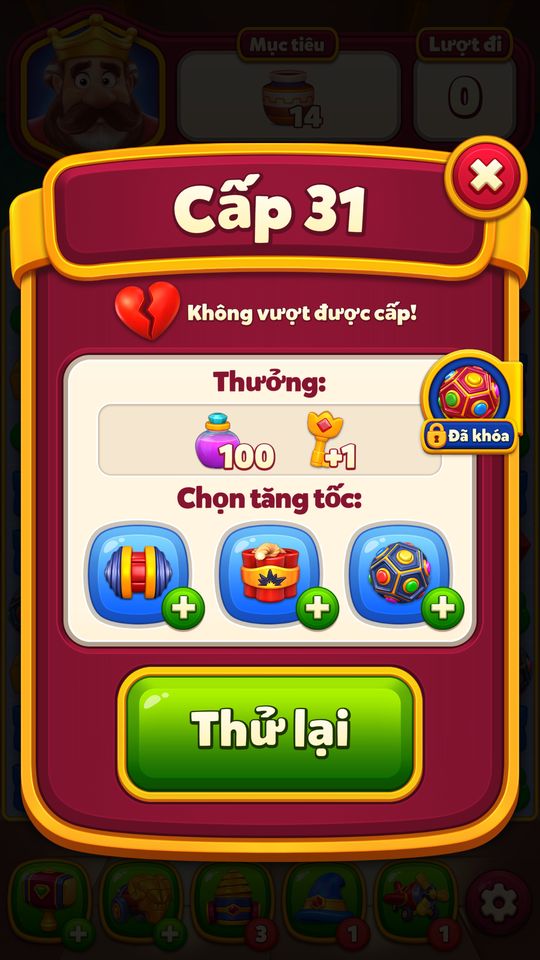 Mục tiêu
Lượt đi
14
0
Cấp 31
Không vượt được cấp!
Thưởng:
100
+1
Đã khóa
Chọn tăng tốc:
Thử lại
3
1
1